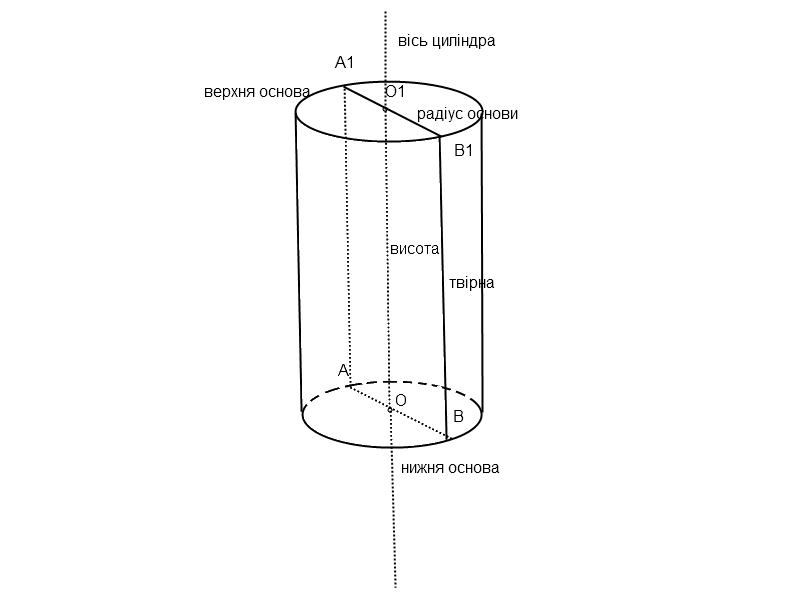 вісь циліндра
A1
верхня основа
O1
радіус основи
B1
висота
твірна
A
O
B
нижня основа